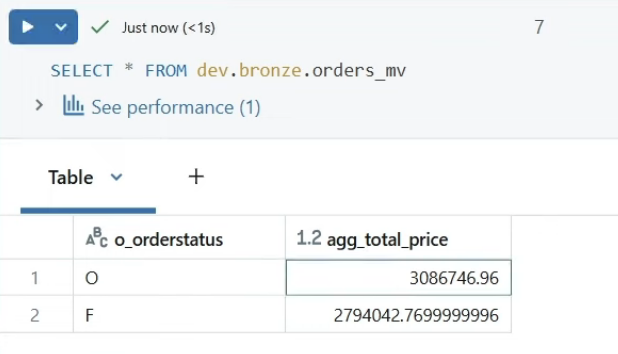 Just now (<1s)
7
SELECT * FROM dev.bronze.orders_mv
See performance (1)
Table
+
ABC o_orderstatus
1.2 agg_total_price
1
O
3086746.96
2
F
2794042.7699999996